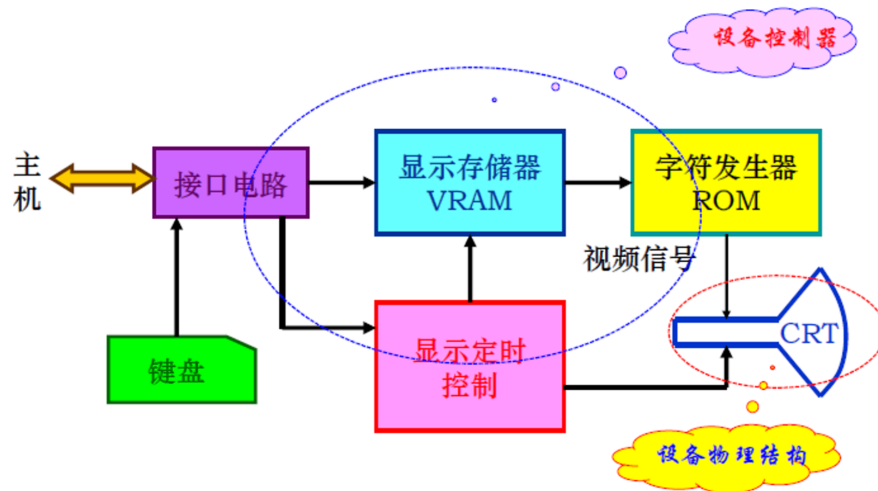 设备控制器
主
机
接口电路
显示存储器
VRAM
字符发生器
ROM
视频信号
键盘
显示定时
控制
CRT
设备物理结构